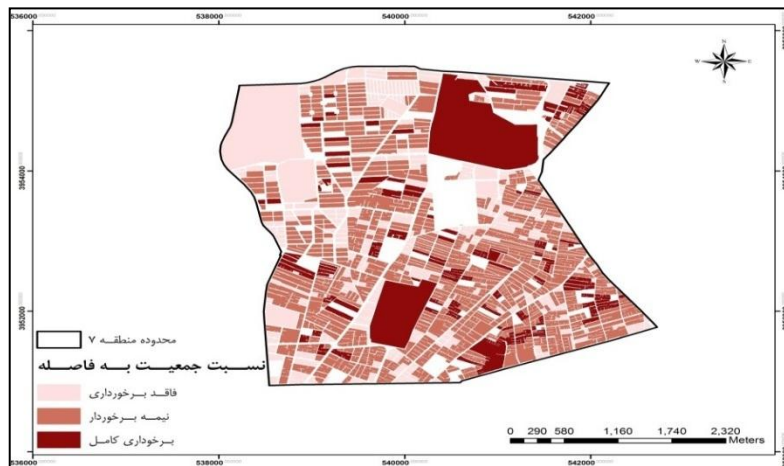 536000 538000 540000 542000
N
W E
S
3954000
3952000
محدوده منطقه ۷
نسبت جمعیت به فاصله
فاقد برخورداری
نیمه برخوردار
برخوداری کامل
0 290 580 1,160 1,740 2,320
Meters
536000 538000 540000 542000